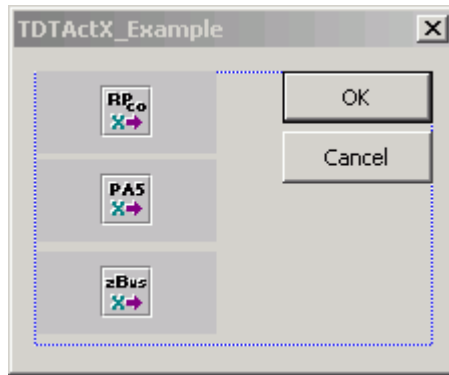 TDTActX_Example
RPco
X
OK
PA5
X
Cancel
zBus
X